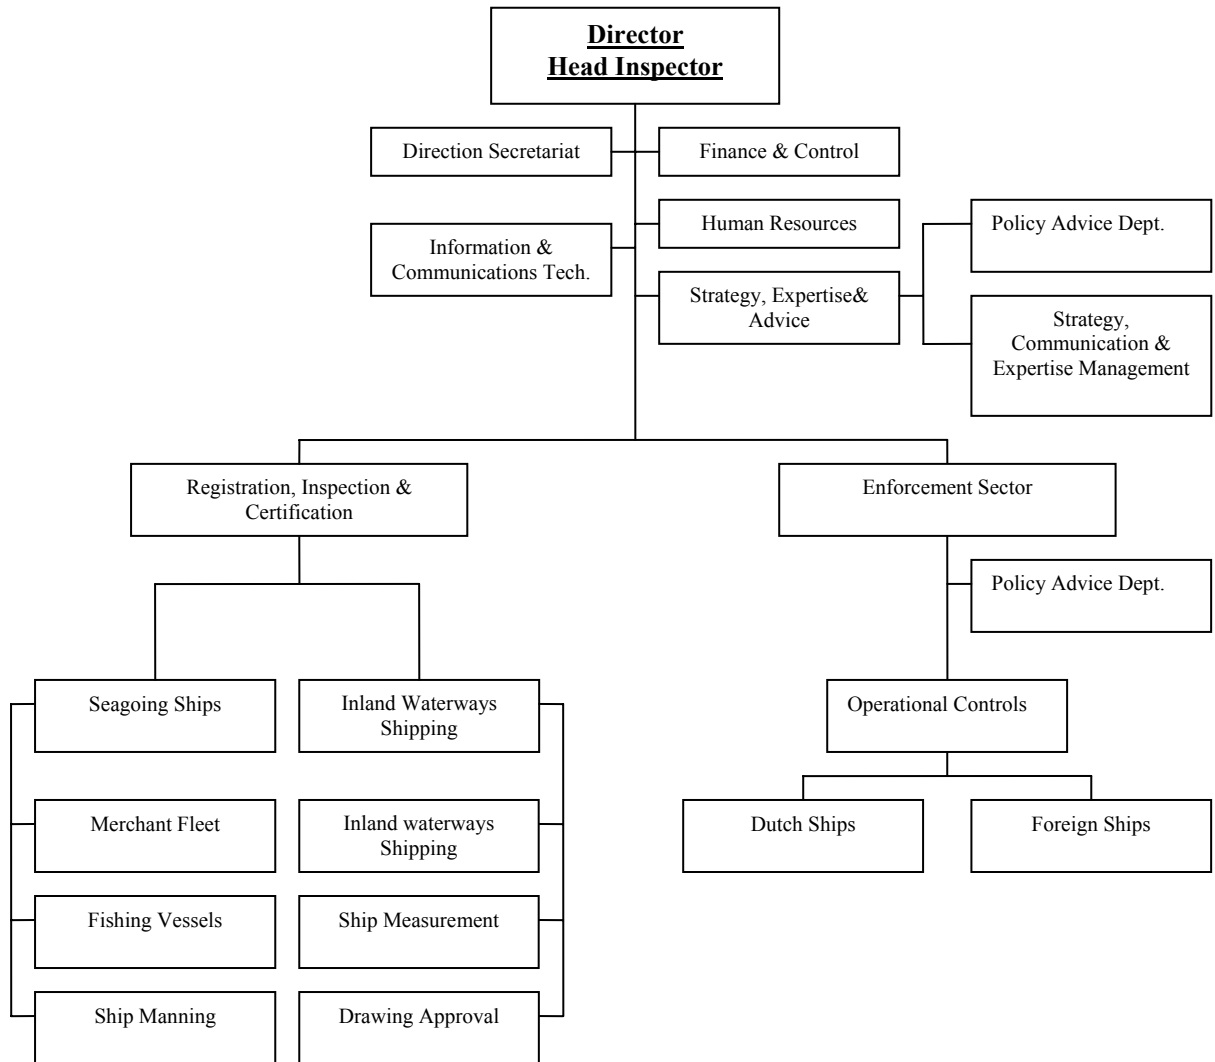 Director
Head Inspector
Direction Secretariat
Finance & Control
Human Resources
Policy Advice Dept.
Information &
Communications Tech.
Strategy, Expertise&
Advice
Strategy,
Communication &
Expertise Management
Registration, Inspection &
Certification
Enforcement Sector
Policy Advice Dept.
Seagoing Ships
Inland Waterways
Shipping
Operational Controls
Merchant Fleet
Inland waterways
Shipping
Dutch Ships
Foreign Ships
Fishing Vessels
Ship Measurement
Ship Manning
Drawing Approval